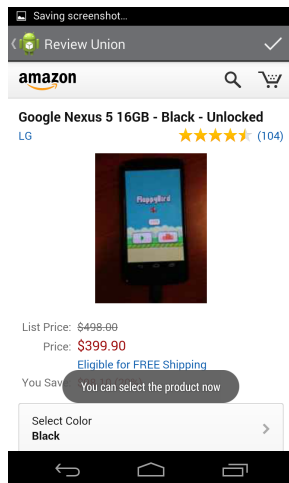 Saving screenshot...
Review Union
amazon
Google Nexus 5 16GB - Black - Unlocked
LG (104)
FlappyBird
List Price: $498.00
Price: $399.90
Eligible for FREE Shipping
You Save:
You can select the product now
Select Color
Black